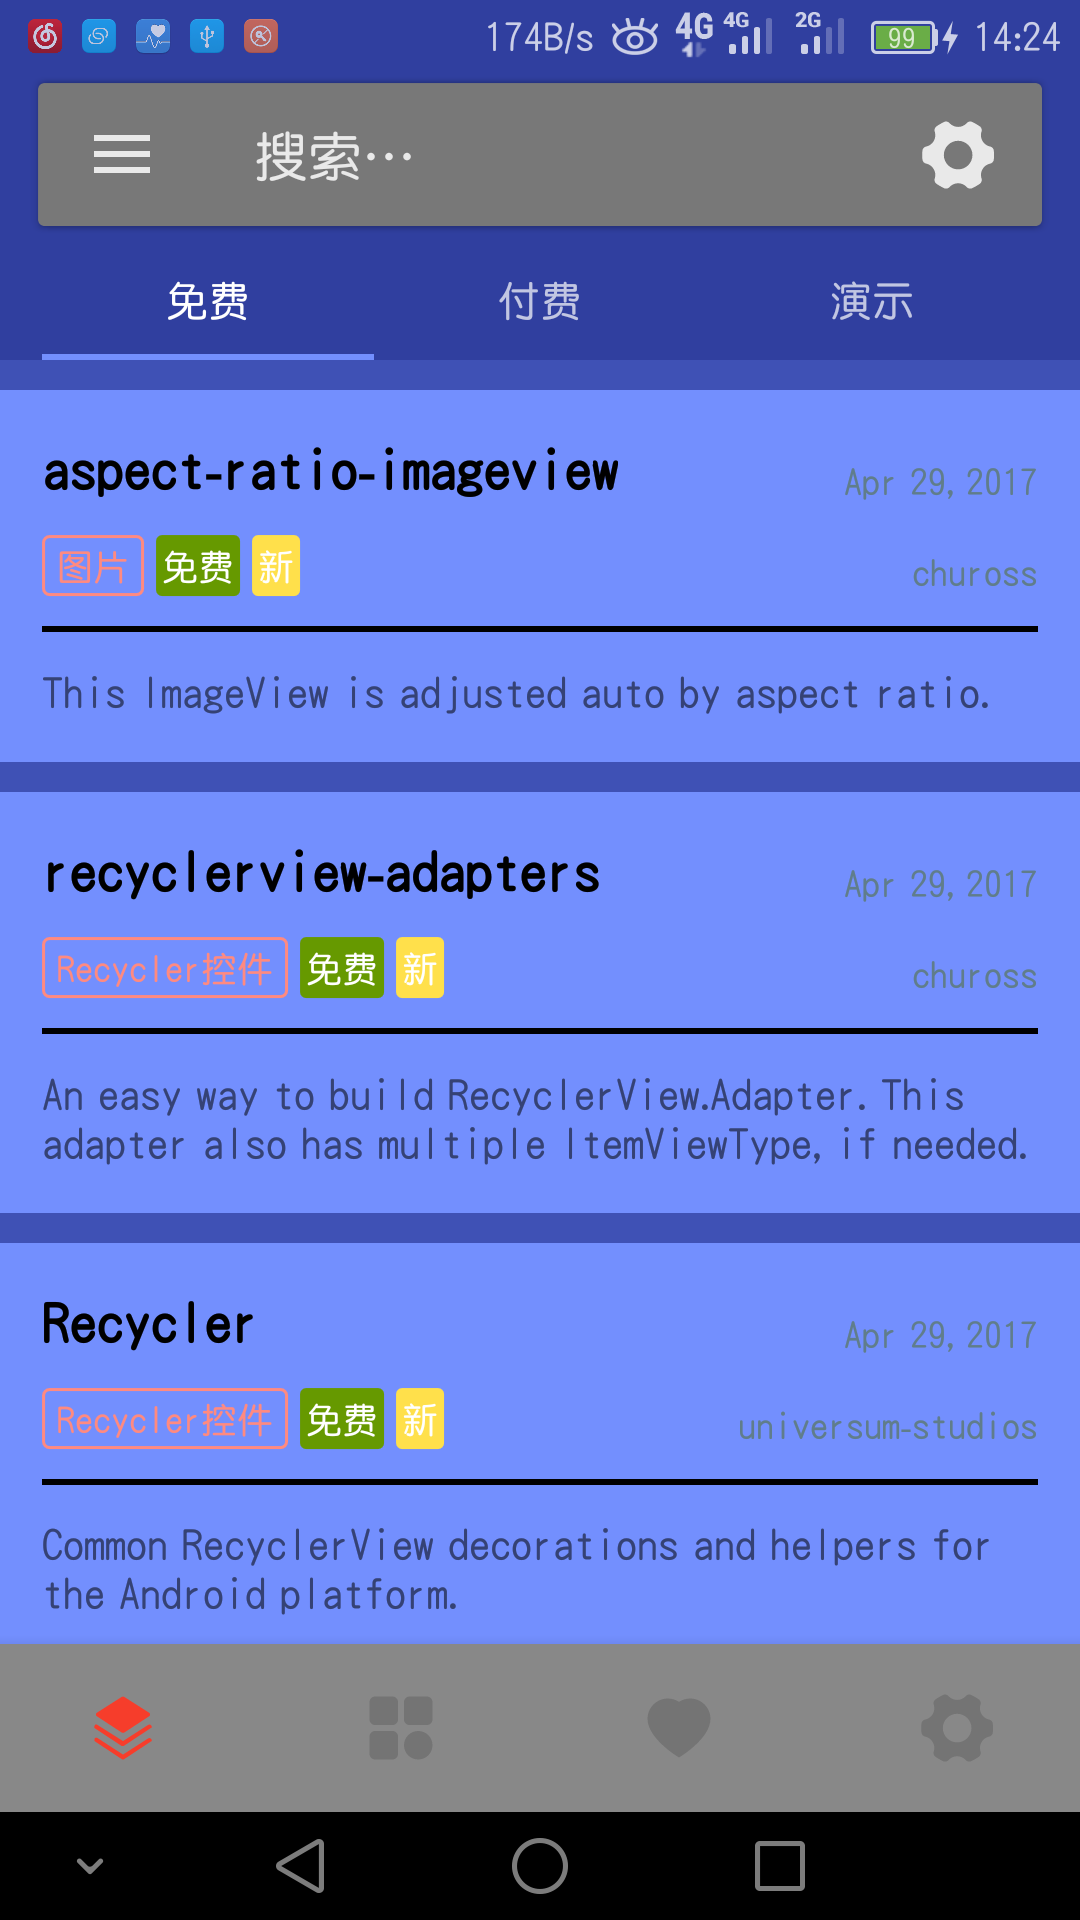 174B/s 4G 4G 2G 99 14:24
搜索…
免费 付费 演示
aspect-ratio-imageview Apr 29, 2017
图片 免费 新 chuross
This ImageView is adjusted auto by aspect ratio.
recyclerview-adapters Apr 29, 2017
Recycler控件 免费 新 chuross
An easy way to build RecyclerView.Adapter. This
adapter also has multiple ItemViewType, if needed.
Recycler Apr 29, 2017
Recycler控件 免费 新 universum-studios
Common RecyclerView decorations and helpers for
the Android platform.